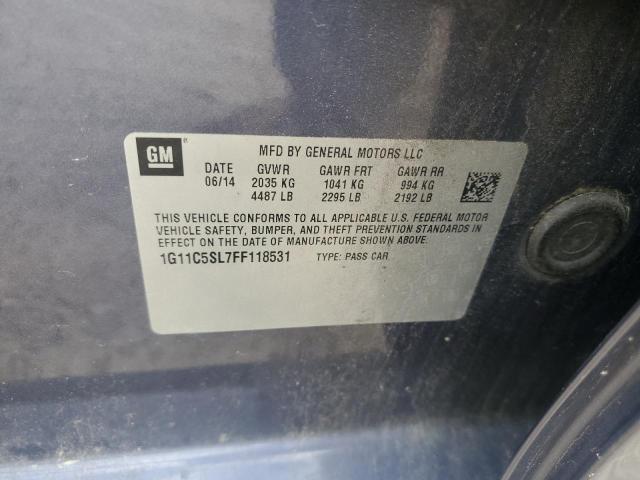 GM
MFD BY GENERAL MOTORS LLC
DATE GVWR GAWR FRT GAWR RR
06/14 2035 KG 1041 KG 994 KG
4487 LB 2295 LB 2192 LB
THIS VEHICLE CONFORMS TO ALL APPLICABLE U.S. FEDERAL MOTOR
VEHICLE SAFETY, BUMPER, AND THEFT PREVENTION STANDARDS IN
EFFECT ON THE DATE OF MANUFACTURE SHOWN ABOVE.
1G11C5SL7FF118531 TYPE: PASS CAR